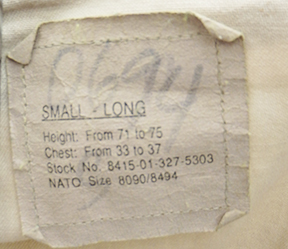 0694
SMALL - LONG
Height: From 71 to 75
Chest: From 33 to 37
Stock No. 8415-01-327-5303
NATO Size 8090/8494